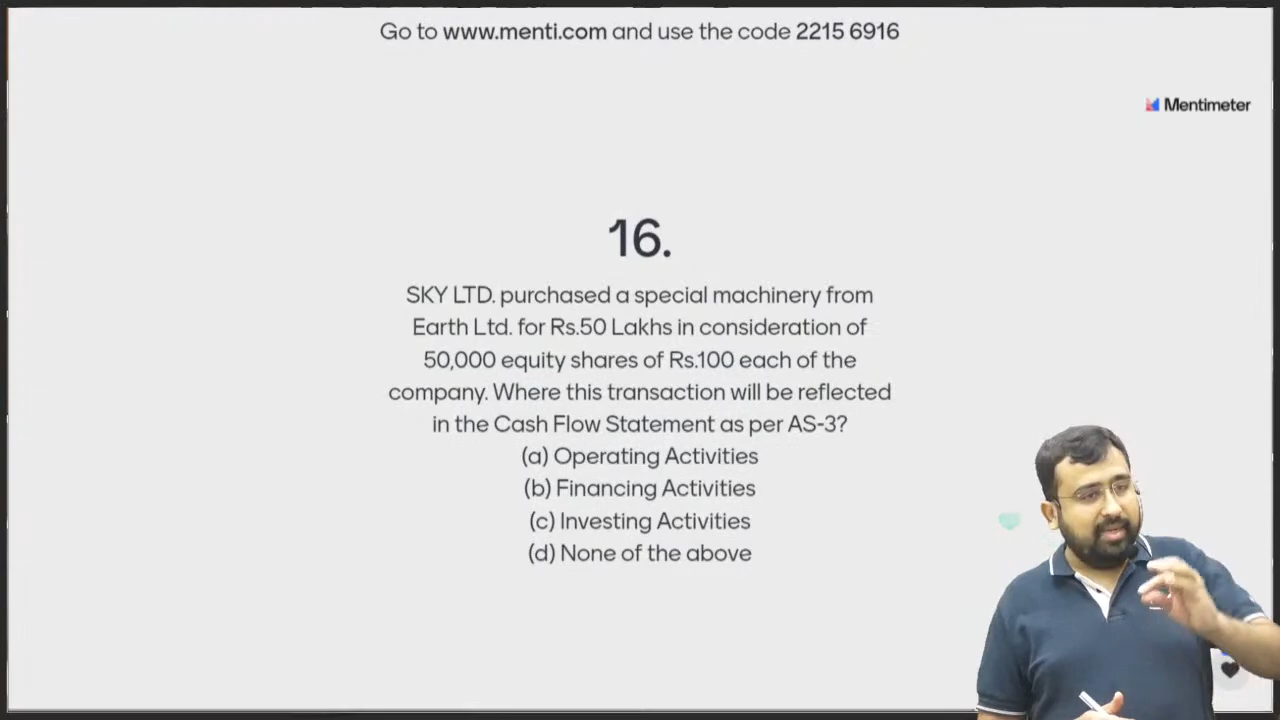 Go to www.menti.com and use the code 2215 6916
Mentimeter
16.
SKY LTD. purchased a special machinery from
Earth Ltd. for Rs.50 Lakhs in consideration of
50,000 equity shares of Rs.100 each of the
company. Where this transaction will be reflected
in the Cash Flow Statement as per AS-3?
(a) Operating Activities
(b) Financing Activities
(c) Investing Activities
(d) None of the above